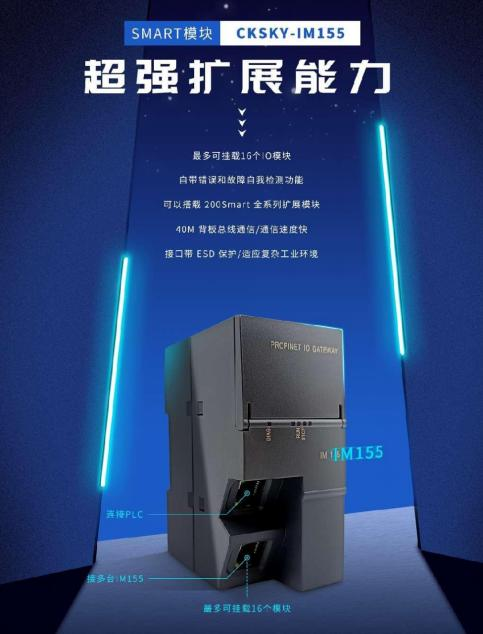 SMART模块 CKSKY-IM155
超强扩展能力
最多可挂载16个IO模块
自带错误和故障自我检测功能
可以搭载 200Smart 全系列扩展模块
40M 背板总线通信/通信速度快
接口带 ESD 保护/适应复杂工业环境
PROFINET IO GATEWAY
DIAG
RUN
STOP
IM155
连接PLC
接多台IM155
最多可挂载16个模块